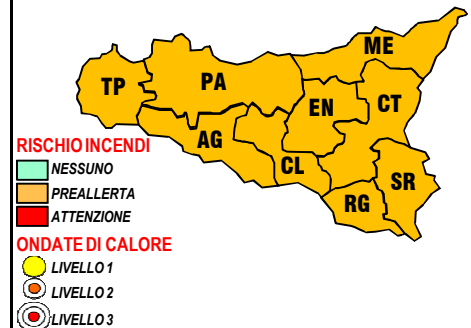 ME
TP
PA
EN
CT
AG
CL
SR
RG
RISCHIO INCENDI
NESSUNO
PREALLERTA
ATTENZIONE
ONDATE DI CALORE
LIVELLO 1
LIVELLO 2
LIVELLO 3